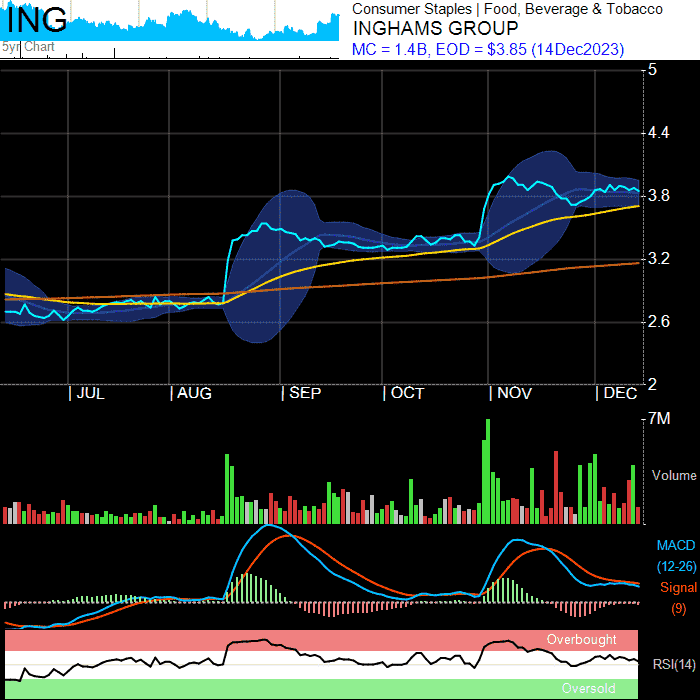 ING
5yr Chart
Consumer Staples | Food, Beverage & Tobacco
INGHAMS GROUP
MC = 1.4B, EOD = $3.85 (14Dec2023)
5
4.4
3.8
3.2
2.6
2
JUL AUG SEP OCT NOV DEC
7M
Volume
MACD
(12-26)
Signal
(9)
Overbought
RSI(14)
Oversold